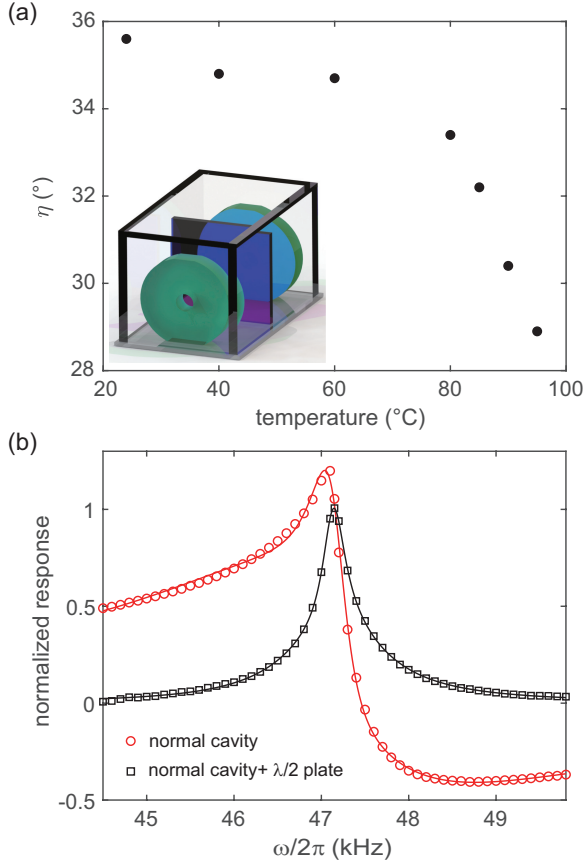 (a)
36
34
32
30
28
η (°)
20
40
60
80
100
temperature (°C)
(b)
1
0.5
0
-0.5
normalized response
normal cavity
normal cavity+ λ/2 plate
45
46
47
48
49
ω/2π (kHz)